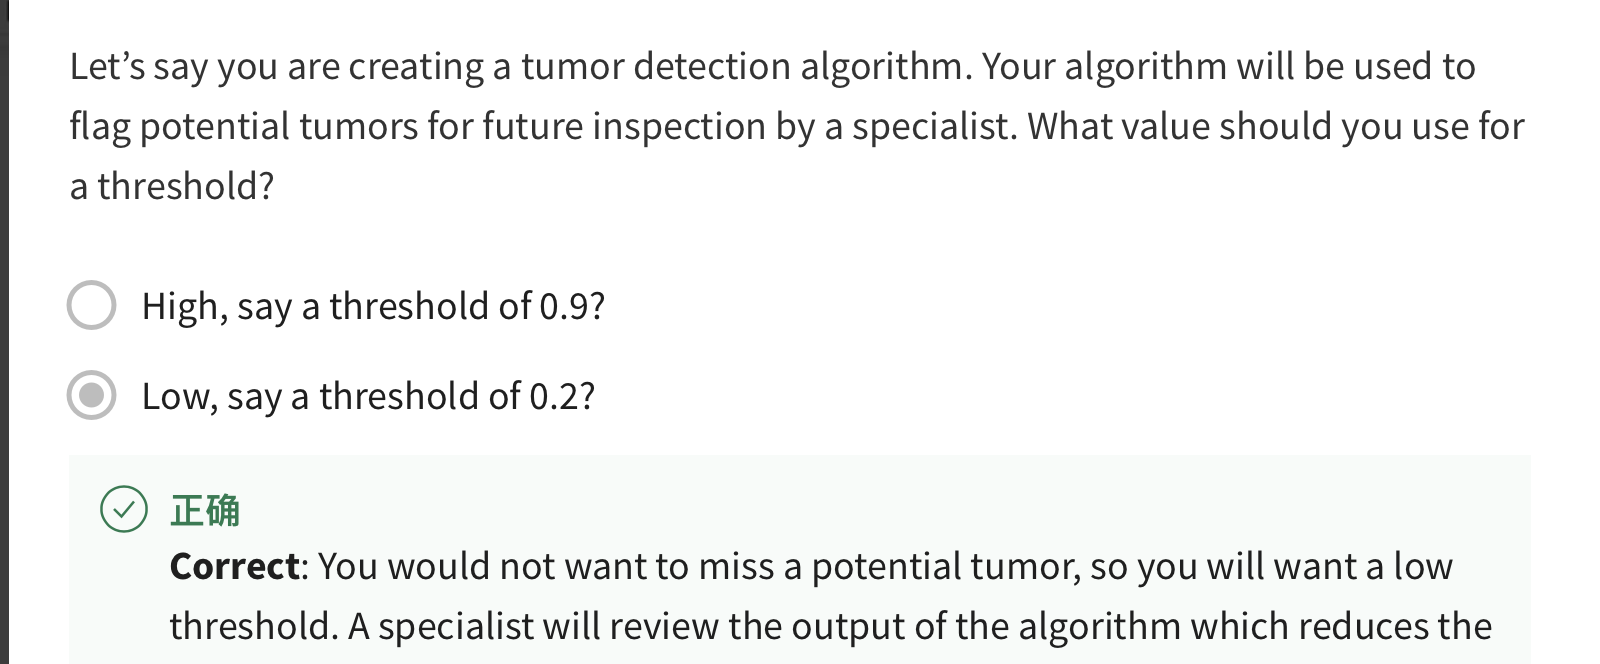 Let’s say you are creating a tumor detection algorithm. Your algorithm will be used to
flag potential tumors for future inspection by a specialist. What value should you use for
a threshold?
High, say a threshold of 0.9?
Low, say a threshold of 0.2?
正确
Correct: You would not want to miss a potential tumor, so you will want a low
threshold. A specialist will review the output of the algorithm which reduces the